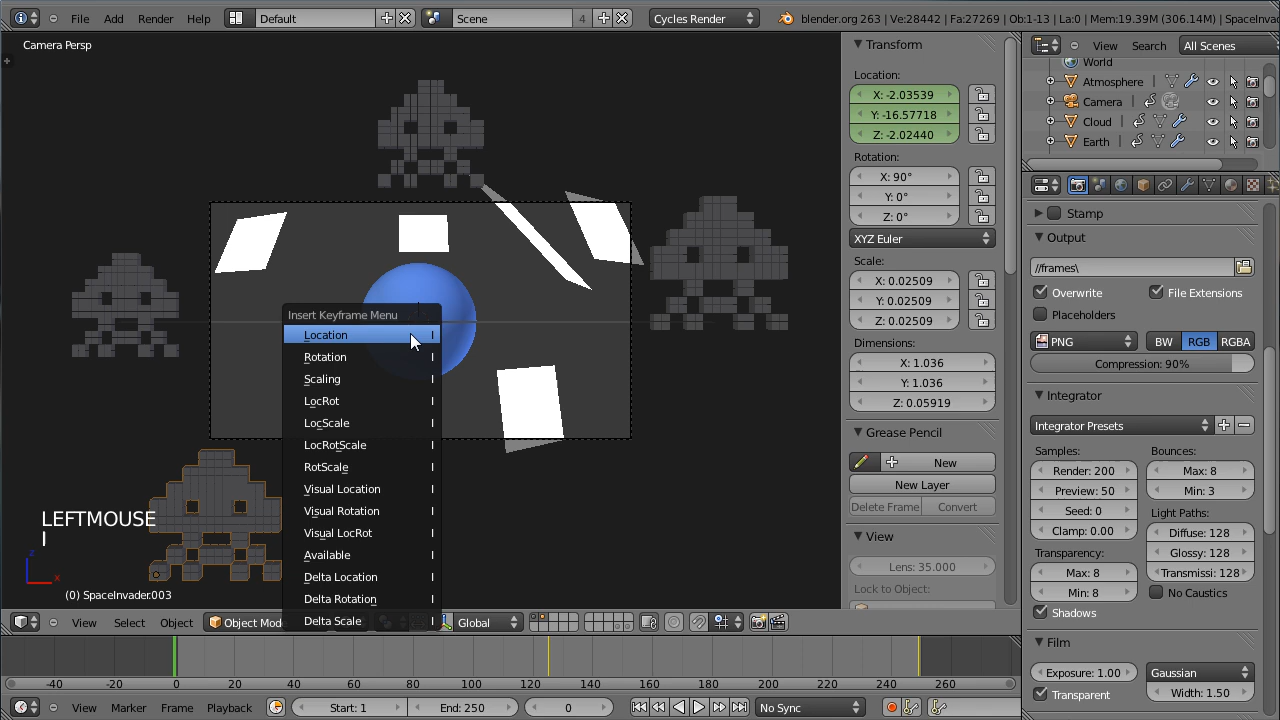 File Add Render Help Default Scene 4 Cycles Render blender.org 263 | Ve:28442 | Fa:27269 | Ob:1-13 | La:0 | Mem:19.39M (306.14M) | SpaceInvad
Camera Persp
Insert Keyframe Menu
Location I
Rotation I
Scaling I
LocRot I
LocScale I
LocRotScale I
RotScale I
Visual Location I
Visual Rotation I
Visual LocRot I
Available I
Delta Location I
Delta Rotation I
Delta Scale I
LEFTMOUSE
I
z
x
(0) SpaceInvader.003
View Select Object Object Mode Global
Transform
Location:
X: -2.03539
Y: -16.57718
Z: -2.02440
Rotation:
X: 90°
Y: 0°
Z: 0°
XYZ Euler
Scale:
X: 0.02509
Y: 0.02509
Z: 0.02509
Dimensions:
X: 1.036
Y: 1.036
Z: 0.05919
Grease Pencil
New
New Layer
Delete Frame Convert
View
Lens: 35.000
Lock to Object:
View Search All Scenes
World
Atmosphere
Camera
Cloud
Earth
Stamp
Output
//frames\
Overwrite File Extensions
Placeholders
PNG BW RGB RGBA
Compression: 90%
Integrator
Integrator Presets
Samples: Bounces:
Render: 200 Max: 8
Preview: 50 Min: 3
Seed: 0 Light Paths:
Clamp: 0.00 Diffuse: 128
Transparency: Glossy: 128
Max: 8 Transmissi: 128
Min: 8 No Caustics
Shadows
Film
Exposure: 1.00 Gaussian
Transparent Width: 1.50
-40 -20 0 20 40 60 80 100 120 140 160 180 200 220 240 260
View Marker Frame Playback Start: 1 End: 250 0 No Sync